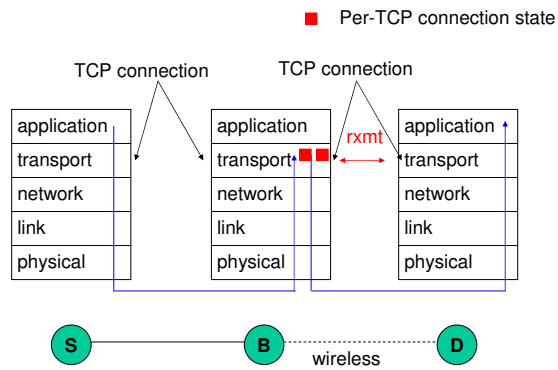 Per-TCP connection state
TCP connection
TCP connection
application
transport
network
link
physical
application
transport
network
link
physical
rxmt
application
transport
network
link
physical
S
B
D
wireless